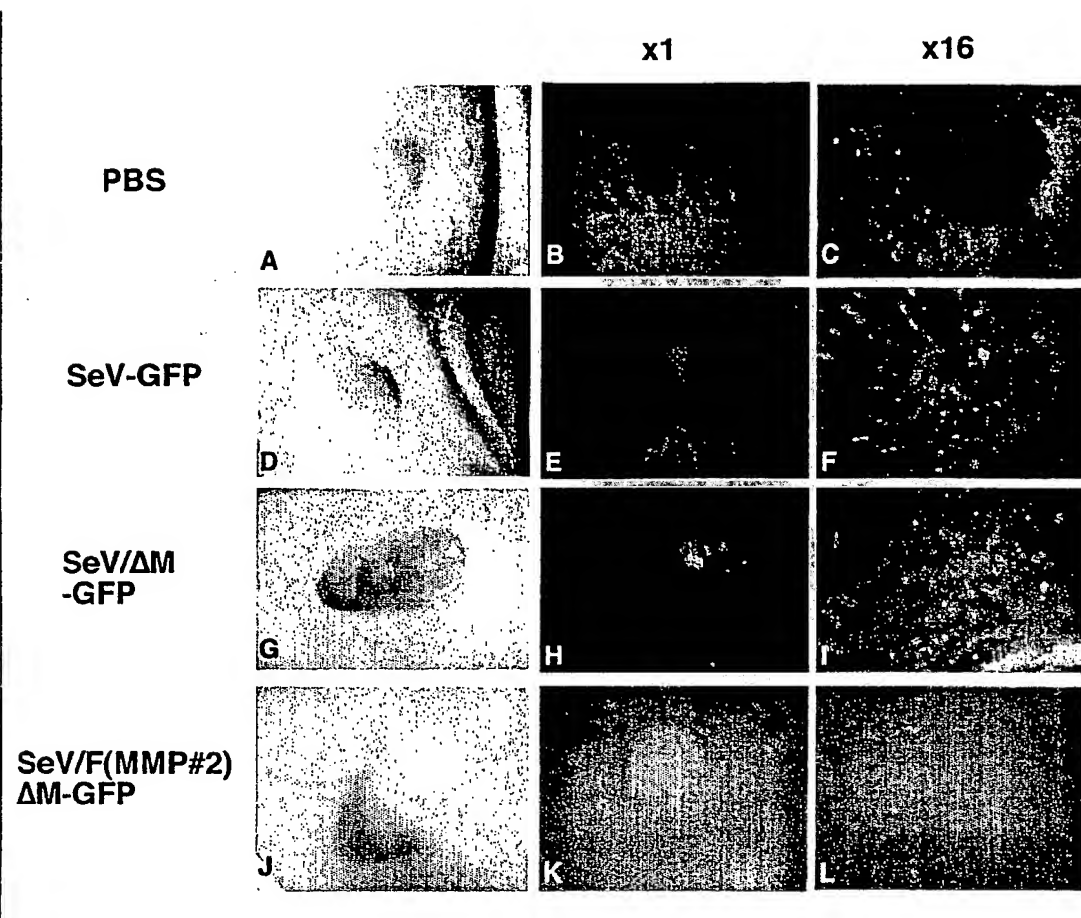 x1 x16
PBS
A B C
SeV-GFP
D E F
SeV/ΔM
-GFP
G H I
SeV/F(MMP#2)
ΔM-GFP
J K L